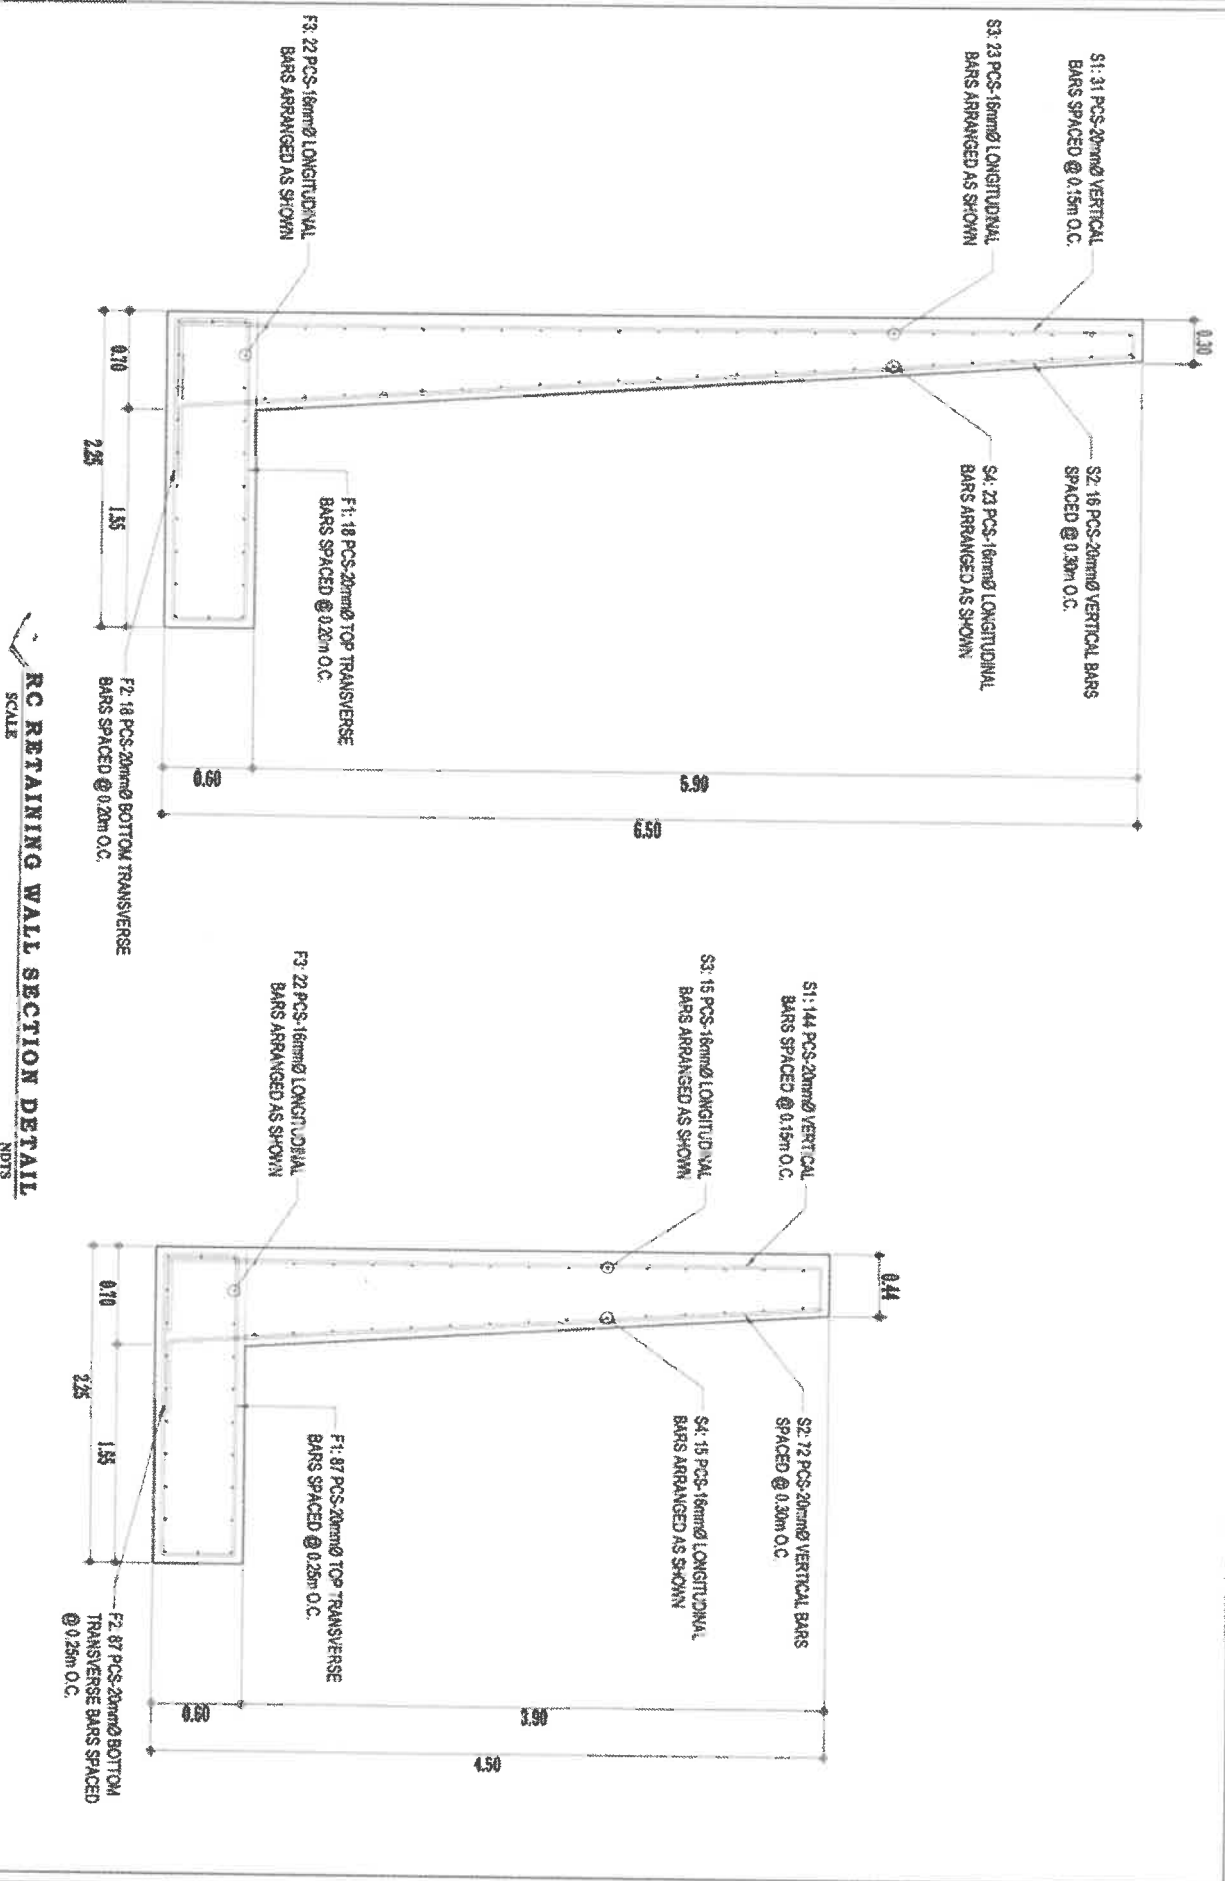 S1: 31 PCS-20mmØ VERTICAL
BARS SPACED @ 0.15m O.C.
S3: 23 PCS-16mmØ LONGITUDINAL
BARS ARRANGED AS SHOWN
F3: 22 PCS-16mmØ LONGITUDINAL
BARS ARRANGED AS SHOWN
0.30
S2: 16 PCS-20mmØ VERTICAL BARS
SPACED @ 0.30m O.C.
S4: 23 PCS-16mmØ LONGITUDINAL
BARS ARRANGED AS SHOWN
F1: 18 PCS-20mmØ TOP TRANSVERSE
BARS SPACED @ 0.20m O.C.
0.70
1.55
2.25
F2: 18 PCS-20mmØ BOTTOM TRANSVERSE
BARS SPACED @ 0.20m O.C.
0.60
5.90
6.50
S1: 144 PCS-20mmØ VERTICAL
BARS SPACED @ 0.15m O.C.
S3: 15 PCS-16mmØ LONGITUDINAL
BARS ARRANGED AS SHOWN
F3: 22 PCS-16mmØ LONGITUDINAL
BARS ARRANGED AS SHOWN
0.44
S2: 72 PCS-20mmØ VERTICAL BARS
SPACED @ 0.30m O.C.
S4: 15 PCS-16mmØ LONGITUDINAL
BARS ARRANGED AS SHOWN
F1: 87 PCS-20mmØ TOP TRANSVERSE
BARS SPACED @ 0.25m O.C.
0.70
1.55
2.25
F2: 87 PCS-20mmØ BOTTOM
TRANSVERSE BARS SPACED
@ 0.25m O.C.
0.60
3.90
4.50
RC RETAINING WALL SECTION DETAIL
SCALE NDTS